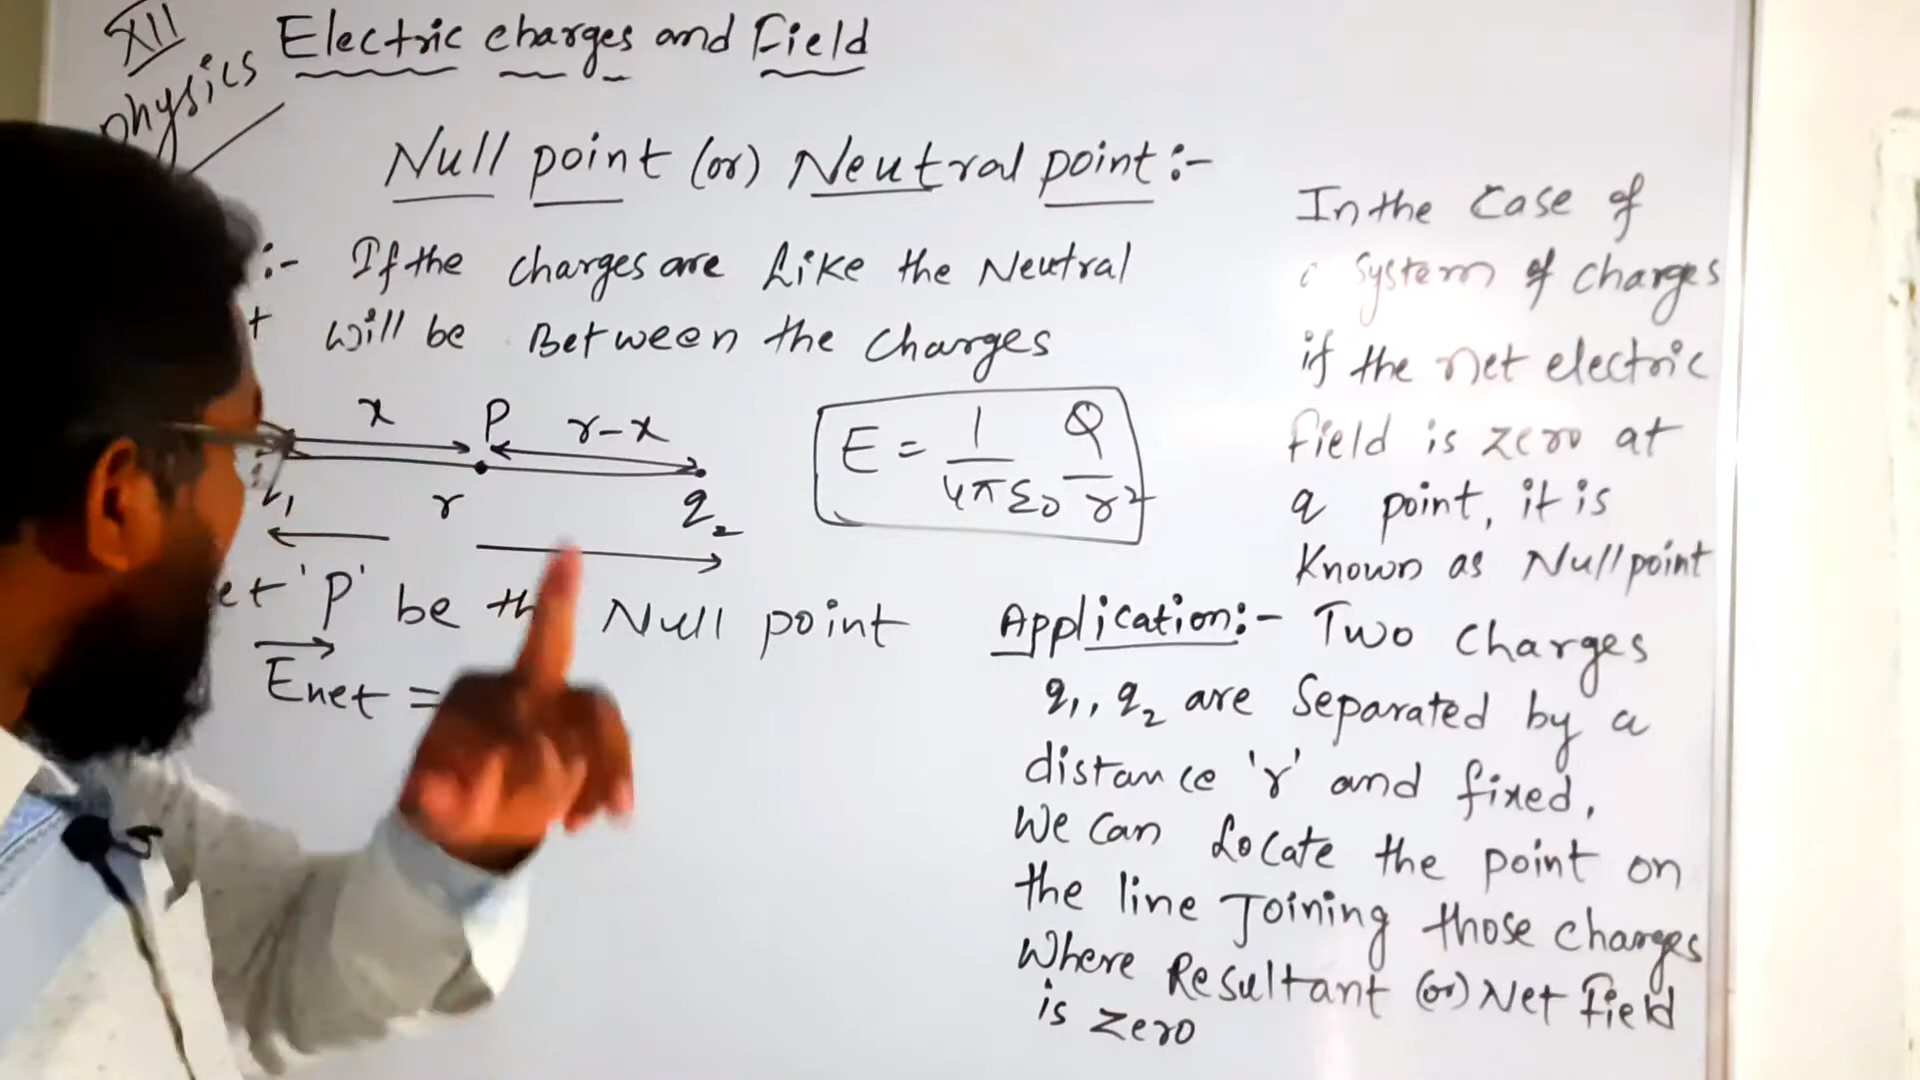 XII
physics
Electric charges and Field
Null point (or) Neutral point:-
:- If the charges are Like the Neutral
t will be Between the charges
x P r-x
q1 r q2
et 'P' be th Null point
Enet =
E = 1/4πε0 Q/r²
In the case of
a system of charges
if the net electric
field is zero at
a point, it is
Known as Null point
Application:- Two charges
q1, q2 are separated by a
distance 'r' and fixed,
We can Locate the point on
the line Joining those charges
Where Resultant (or) Net field
is zero